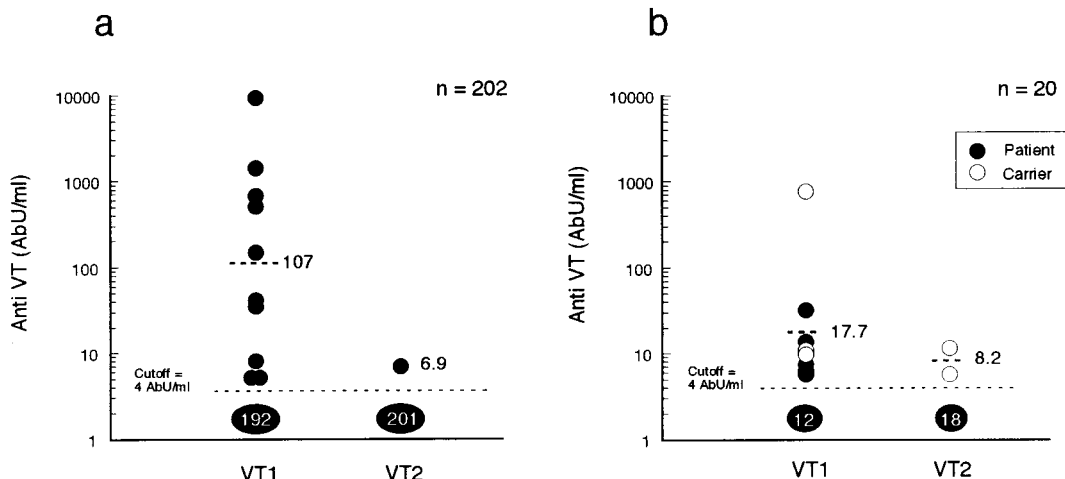 a
n = 202
Anti VT (AbU/ml)
10000
1000
100
10
1
107
6.9
Cutoff =
4 AbU/ml
192
201
VT1
VT2
b
n = 20
Patient
Carrier
Anti VT (AbU/ml)
10000
1000
100
10
1
17.7
8.2
Cutoff =
4 AbU/ml
12
18
VT1
VT2